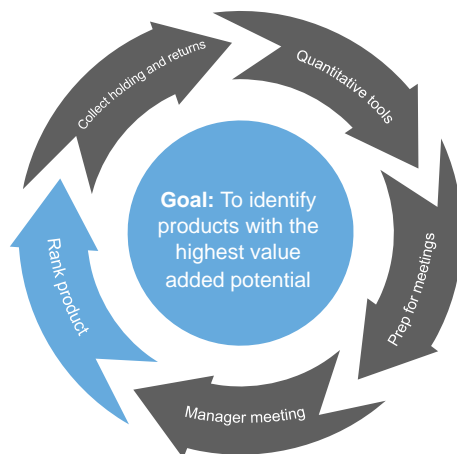 Collect holding and returns
Quantitative tools
Prep for meetings
Manager meeting
Rank product
Goal: To identify
products with the
highest value
added potential